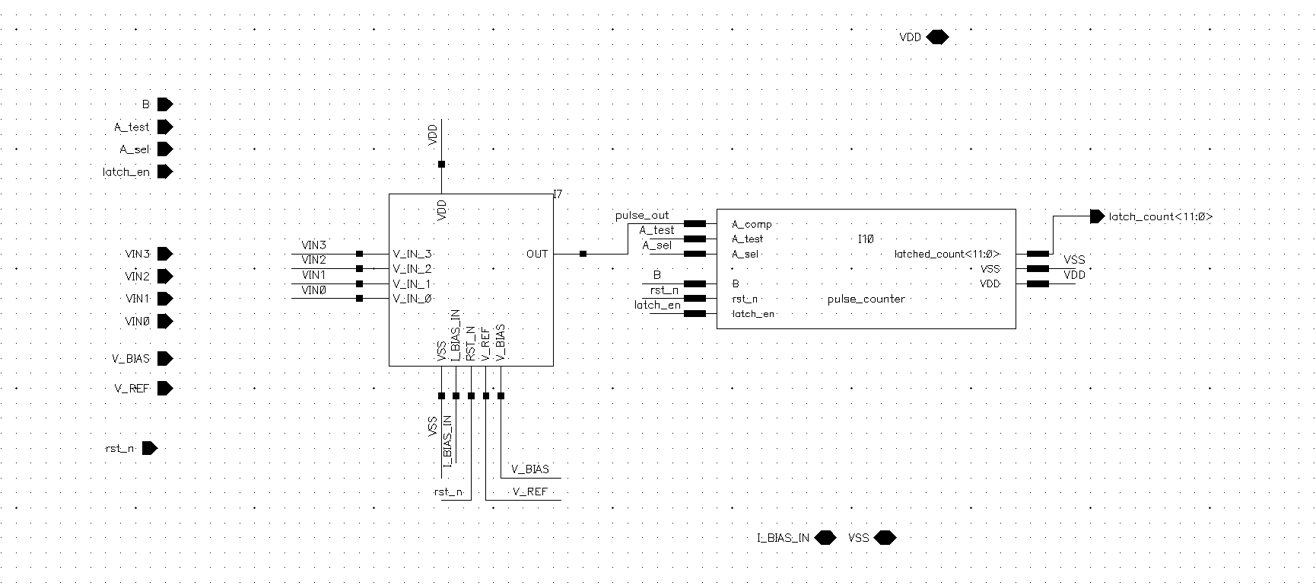 VDD
B
A_test
A_sel
latch_en
VDD
VDD
I7
pulse_out
A_test
A_sel
A_comp
A_test
A_sel
I10
latched_count<11:0>
latch_count<11:0>
VIN3
VIN2
VIN1
VIN0
VIN3
VIN2
VIN1
VIN0
V_IN_3
V_IN_2
V_IN_1
V_IN_0
OUT
VSS
VDD
VSS
VDD
B
rst_n
latch_en
B
rst_n
latch_en
pulse_counter
VSS
I_BIAS_IN
RST_N
V_REF
V_BIAS
V_BIAS
V_REF
VSS
I_BIAS_IN
rst_n
V_BIAS
rst_n
V_REF
I_BIAS_IN
VSS